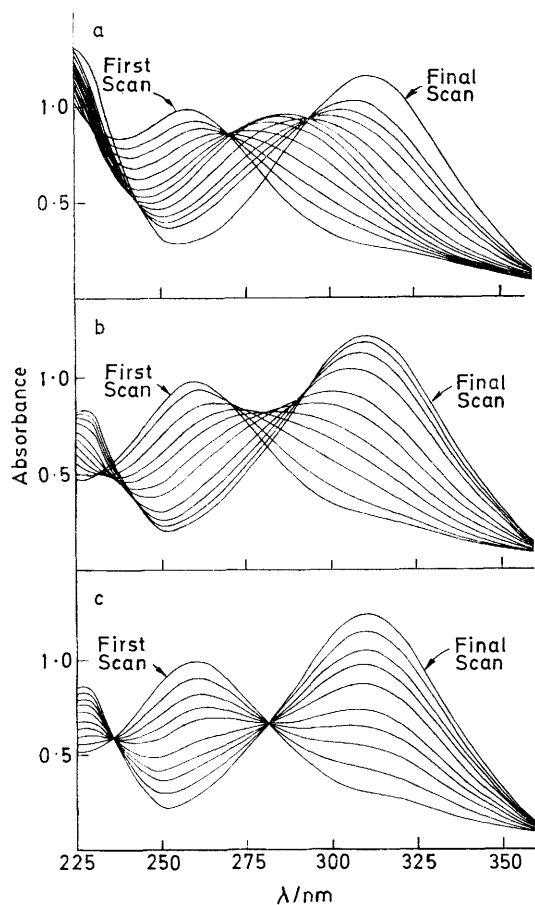 a
First
Scan
Final
Scan
1·0
0·5
b
First
Scan
Final
Scan
1·0
0·5
Absorbance
c
First
Scan
Final
Scan
1·0
0·5
225 250 275 300 325 350
λ/nm